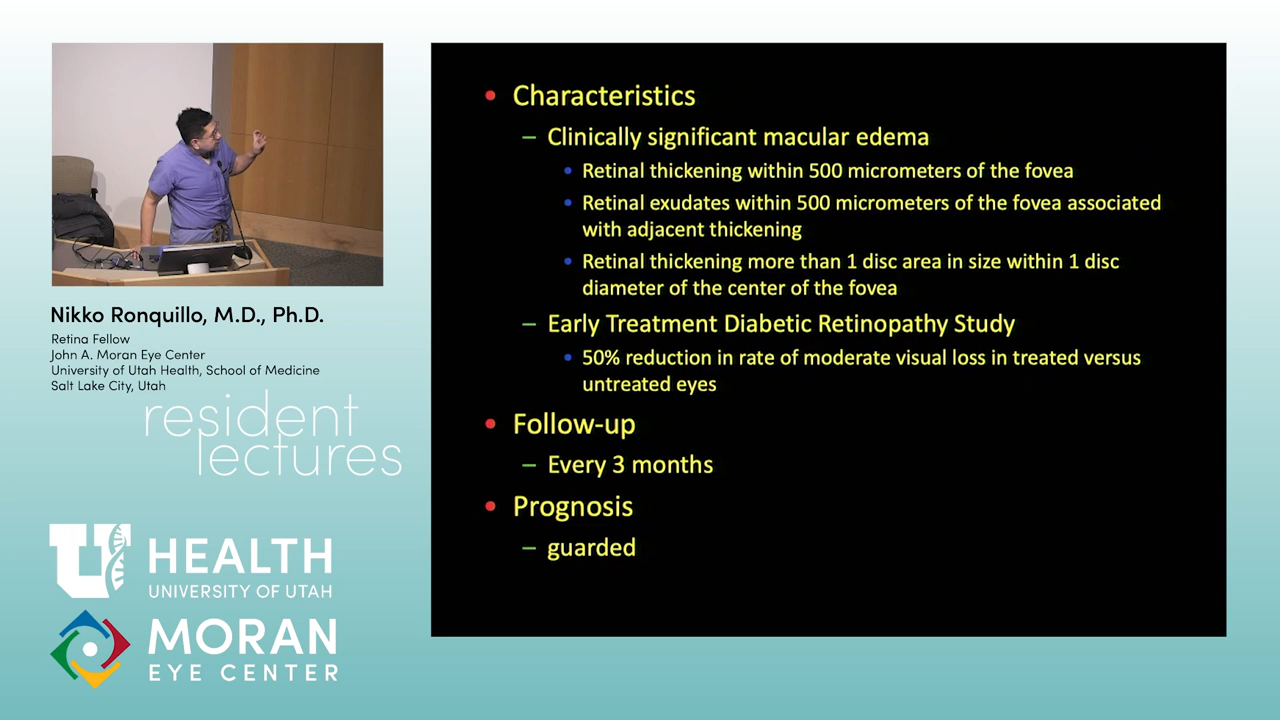 Nikko Ronquillo, M.D., Ph.D.
Retina Fellow
John A. Moran Eye Center
University of Utah Health, School of Medicine
Salt Lake City, Utah
resident
lectures
U
HEALTH
UNIVERSITY OF UTAH
MORAN
EYE CENTER
• Characteristics
– Clinically significant macular edema
• Retinal thickening within 500 micrometers of the fovea
• Retinal exudates within 500 micrometers of the fovea associated
with adjacent thickening
• Retinal thickening more than 1 disc area in size within 1 disc
diameter of the center of the fovea
– Early Treatment Diabetic Retinopathy Study
• 50% reduction in rate of moderate visual loss in treated versus
untreated eyes
• Follow-up
– Every 3 months
• Prognosis
– guarded